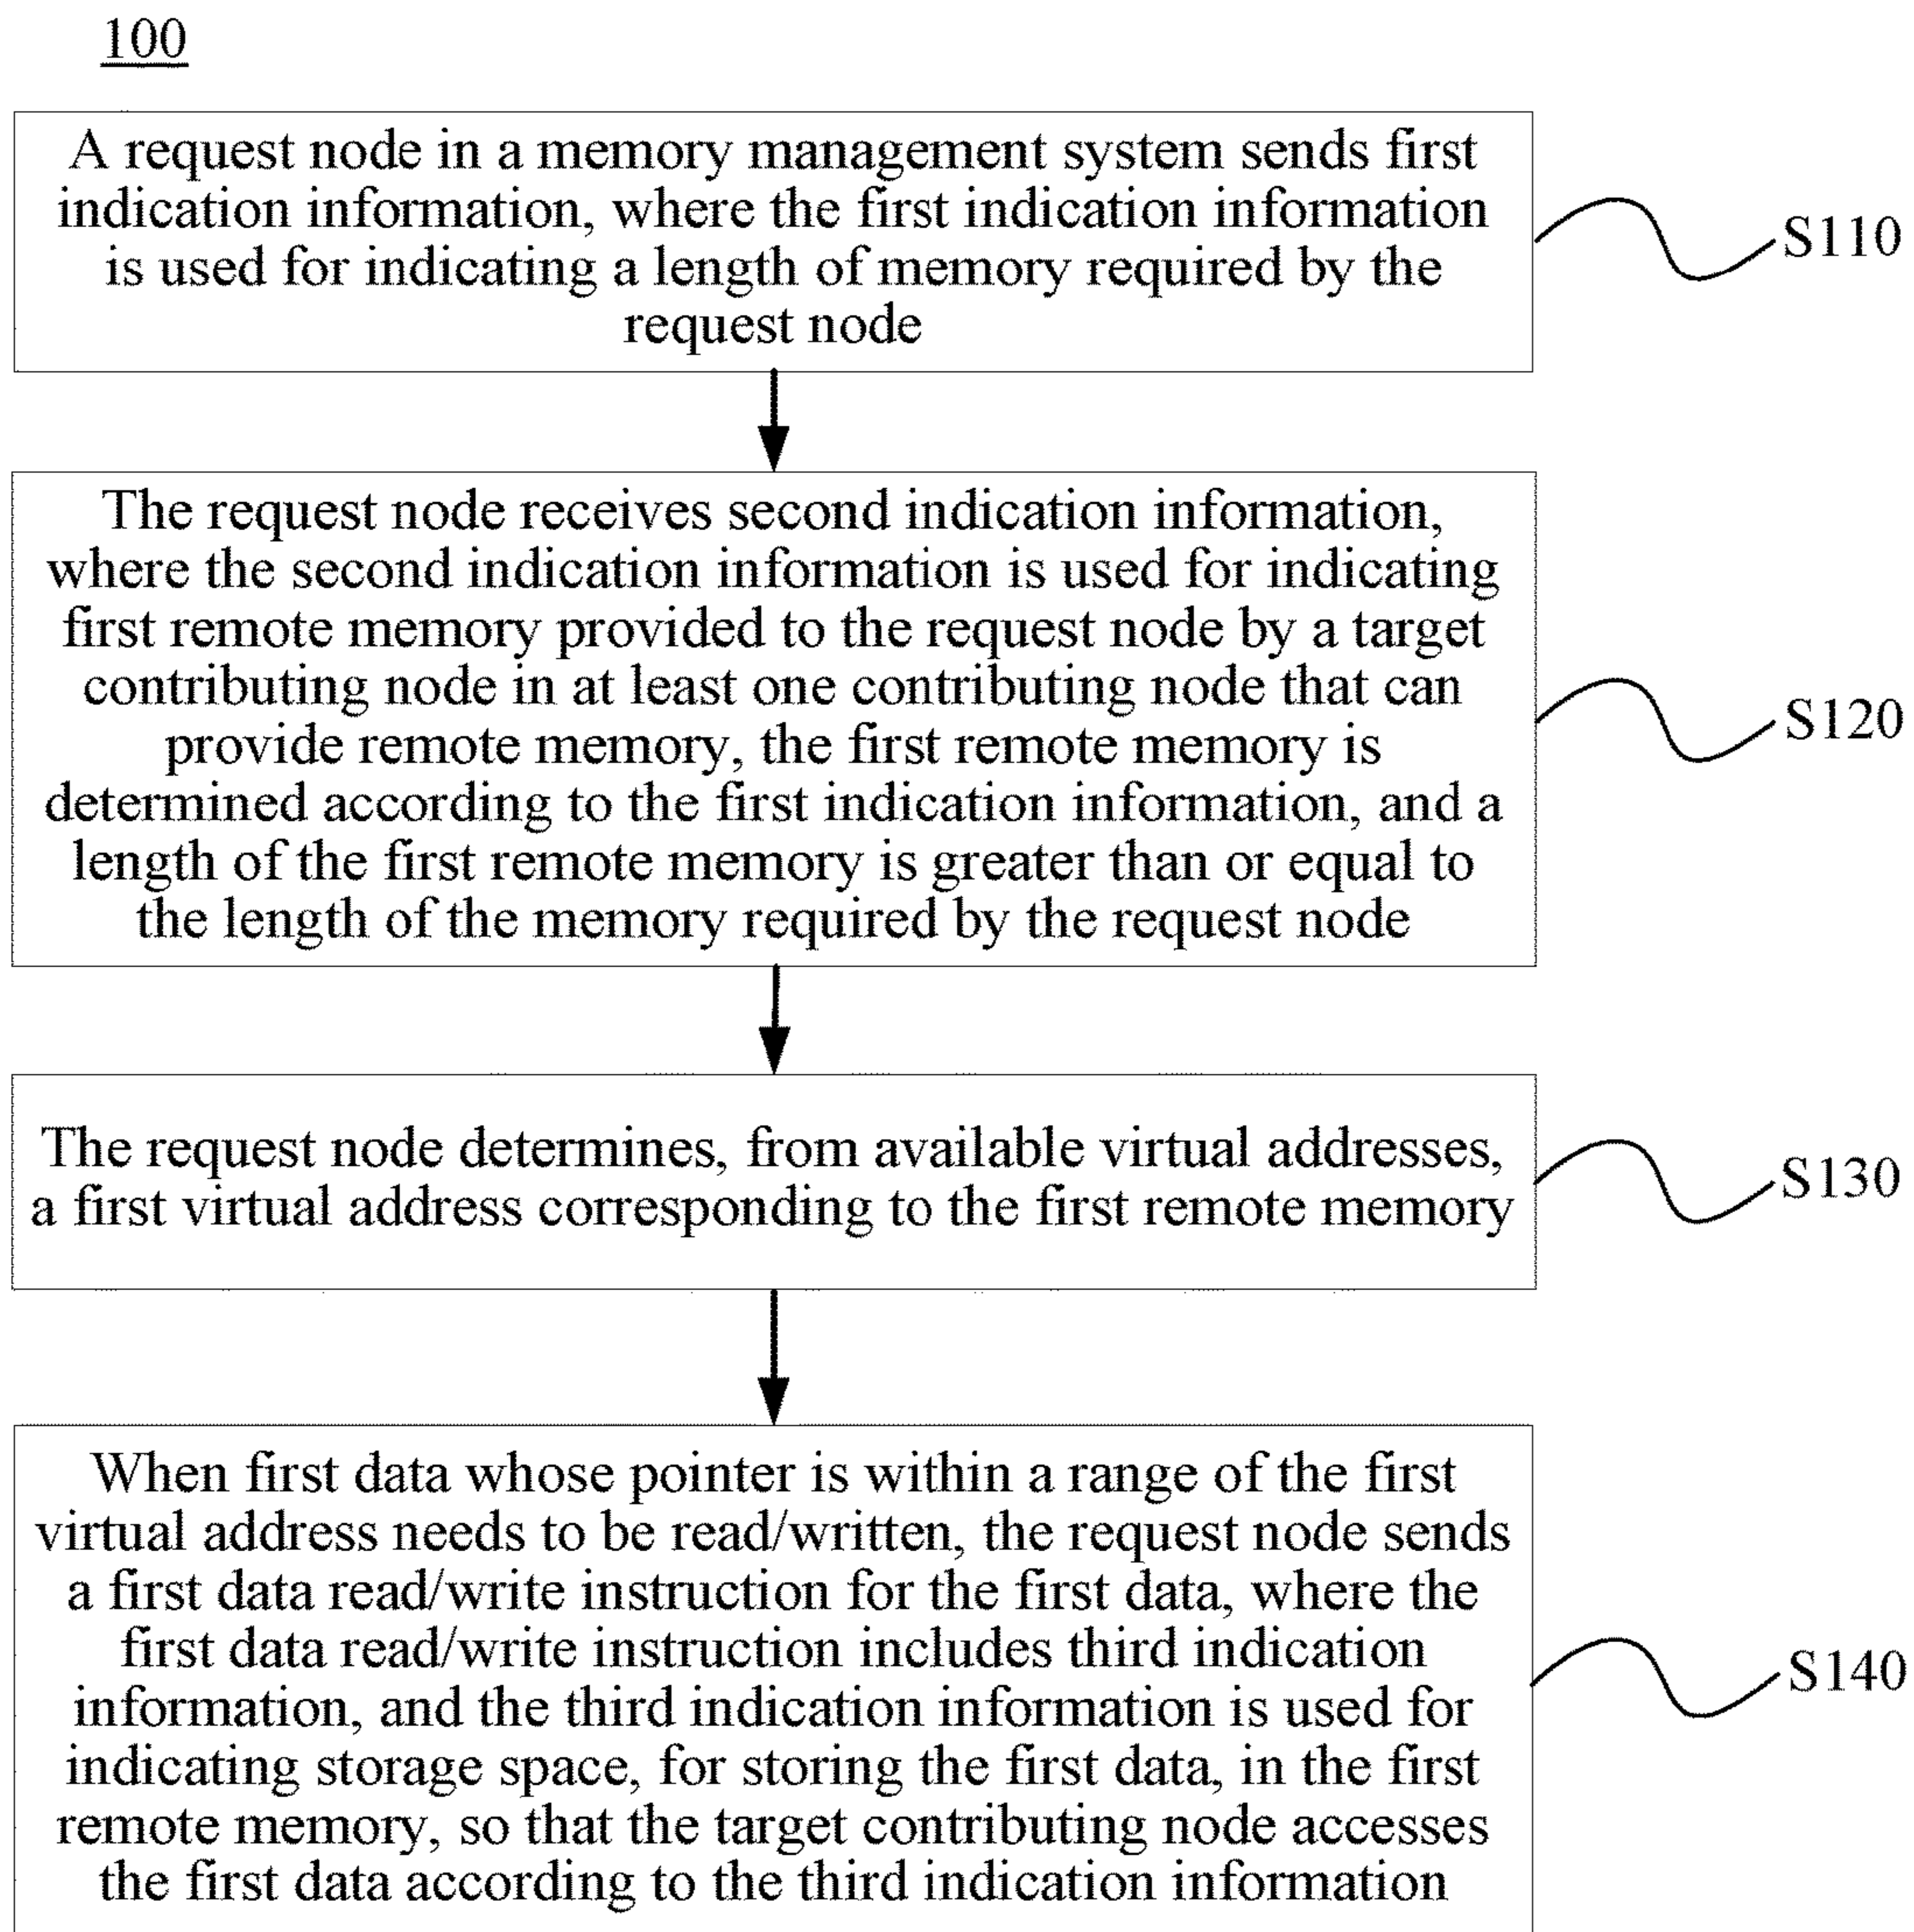 100
A request node in a memory management system sends first
indication information, where the first indication information
is used for indicating a length of memory required by the
request node
S110
The request node receives second indication information,
where the second indication information is used for indicating
first remote memory provided to the request node by a target
contributing node in at least one contributing node that can
provide remote memory, the first remote memory is
determined according to the first indication information, and a
length of the first remote memory is greater than or equal to
the length of the memory required by the request node
S120
The request node determines, from available virtual addresses,
a first virtual address corresponding to the first remote memory
S130
When first data whose pointer is within a range of the first
virtual address needs to be read/written, the request node sends
a first data read/write instruction for the first data, where the
first data read/write instruction includes third indication
information, and the third indication information is used for
indicating storage space, for storing the first data, in the first
remote memory, so that the target contributing node accesses
the first data according to the third indication information
S140